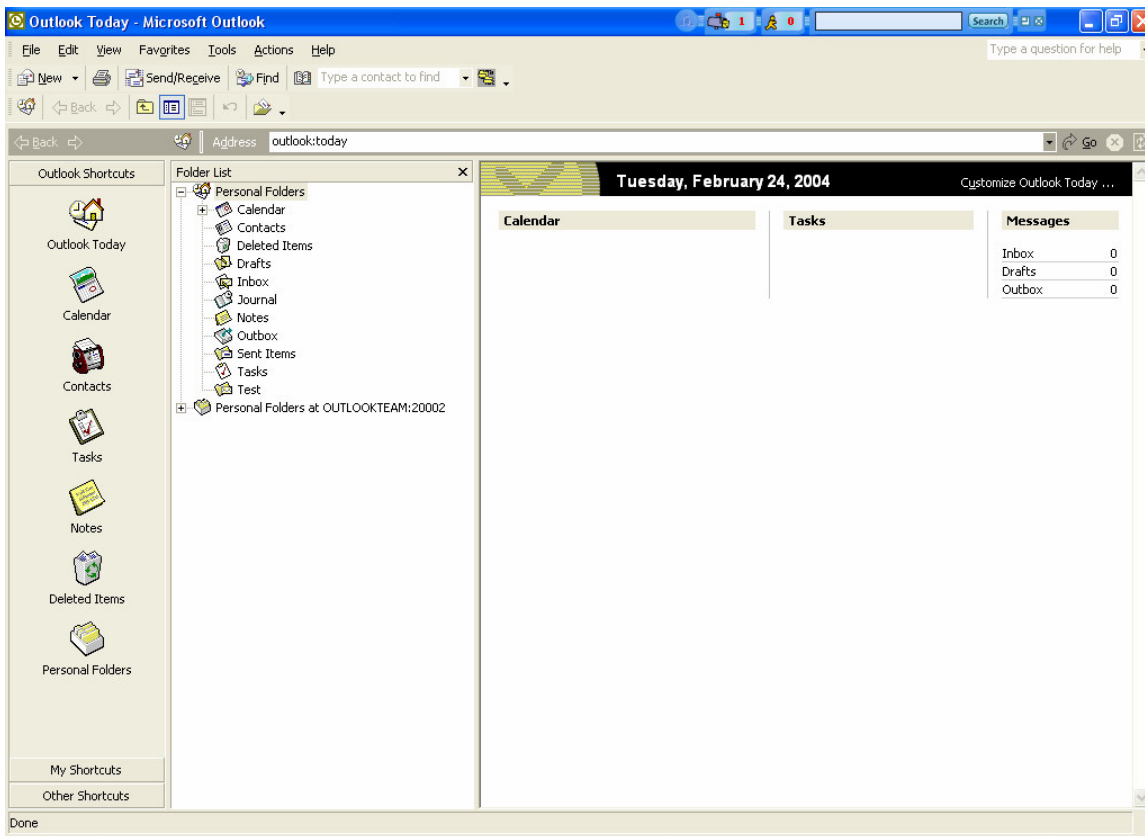 Outlook Today - Microsoft Outlook
1
0
Search
File Edit View Favorites Tools Actions Help
Type a question for help
New Send/Receive Find Type a contact to find
Back
Back Address outlook:today Go
Outlook Shortcuts
Outlook Today
Calendar
Contacts
Tasks
Notes
Deleted Items
Personal Folders
My Shortcuts
Other Shortcuts
Folder List
Personal Folders
Calendar
Contacts
Deleted Items
Drafts
Inbox
Journal
Notes
Outbox
Sent Items
Tasks
Test
Personal Folders at OUTLOOKTEAM:20002
Tuesday, February 24, 2004
Customize Outlook Today ...
Calendar
Tasks
Messages
Inbox 0
Drafts 0
Outbox 0
Done